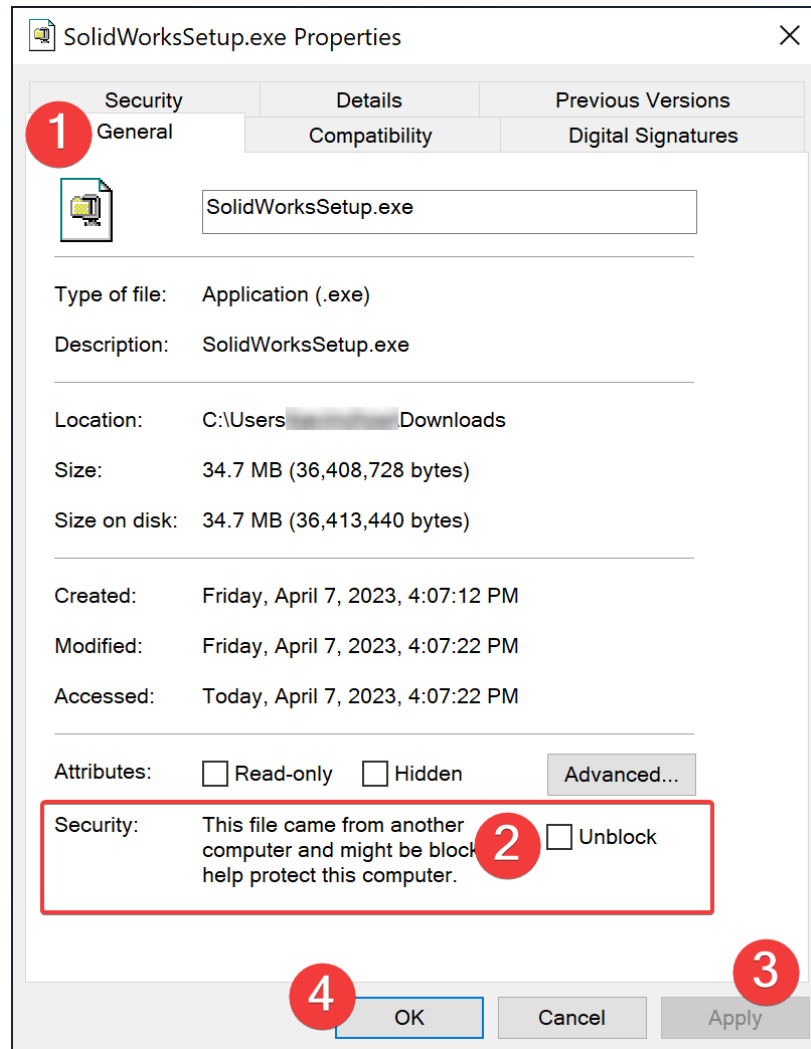 SolidWorksSetup.exe Properties
Security Details Previous Versions
1 General Compatibility Digital Signatures
SolidWorksSetup.exe
Type of file: Application (.exe)
Description: SolidWorksSetup.exe
Location: C:\Users Downloads
Size: 34.7 MB (36,408,728 bytes)
Size on disk: 34.7 MB (36,413,440 bytes)
Created: Friday, April 7, 2023, 4:07:12 PM
Modified: Friday, April 7, 2023, 4:07:22 PM
Accessed: Today, April 7, 2023, 4:07:22 PM
Attributes: Read-only Hidden Advanced...
Security: This file came from another
computer and might be block 2 Unblock
help protect this computer.
3
4 OK Cancel Apply